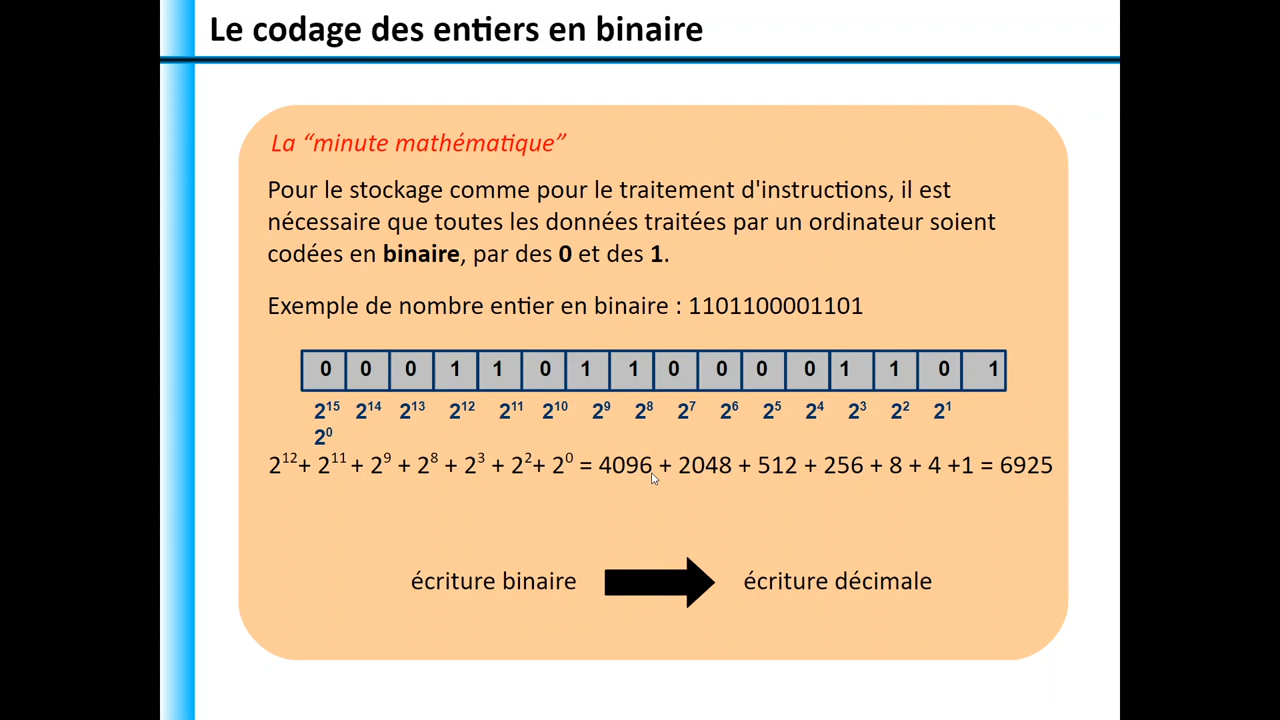 Le codage des entiers en binaire
La “minute mathématique”
Pour le stockage comme pour le traitement d'instructions, il est
nécessaire que toutes les données traitées par un ordinateur soient
codées en binaire, par des 0 et des 1.
Exemple de nombre entier en binaire : 1101100001101
0 0 0 1 1 0 1 1 0 0 0 0 1 1 0 1
2¹⁵ 2¹⁴ 2¹³ 2¹² 2¹¹ 2¹⁰ 2⁹ 2⁸ 2⁷ 2⁶ 2⁵ 2⁴ 2³ 2² 2¹
2⁰
2¹²+ 2¹¹ + 2⁹ + 2⁸ + 2³ + 2²+ 2⁰ = 4096 + 2048 + 512 + 256 + 8 + 4 +1 = 6925
écriture binaire écriture décimale